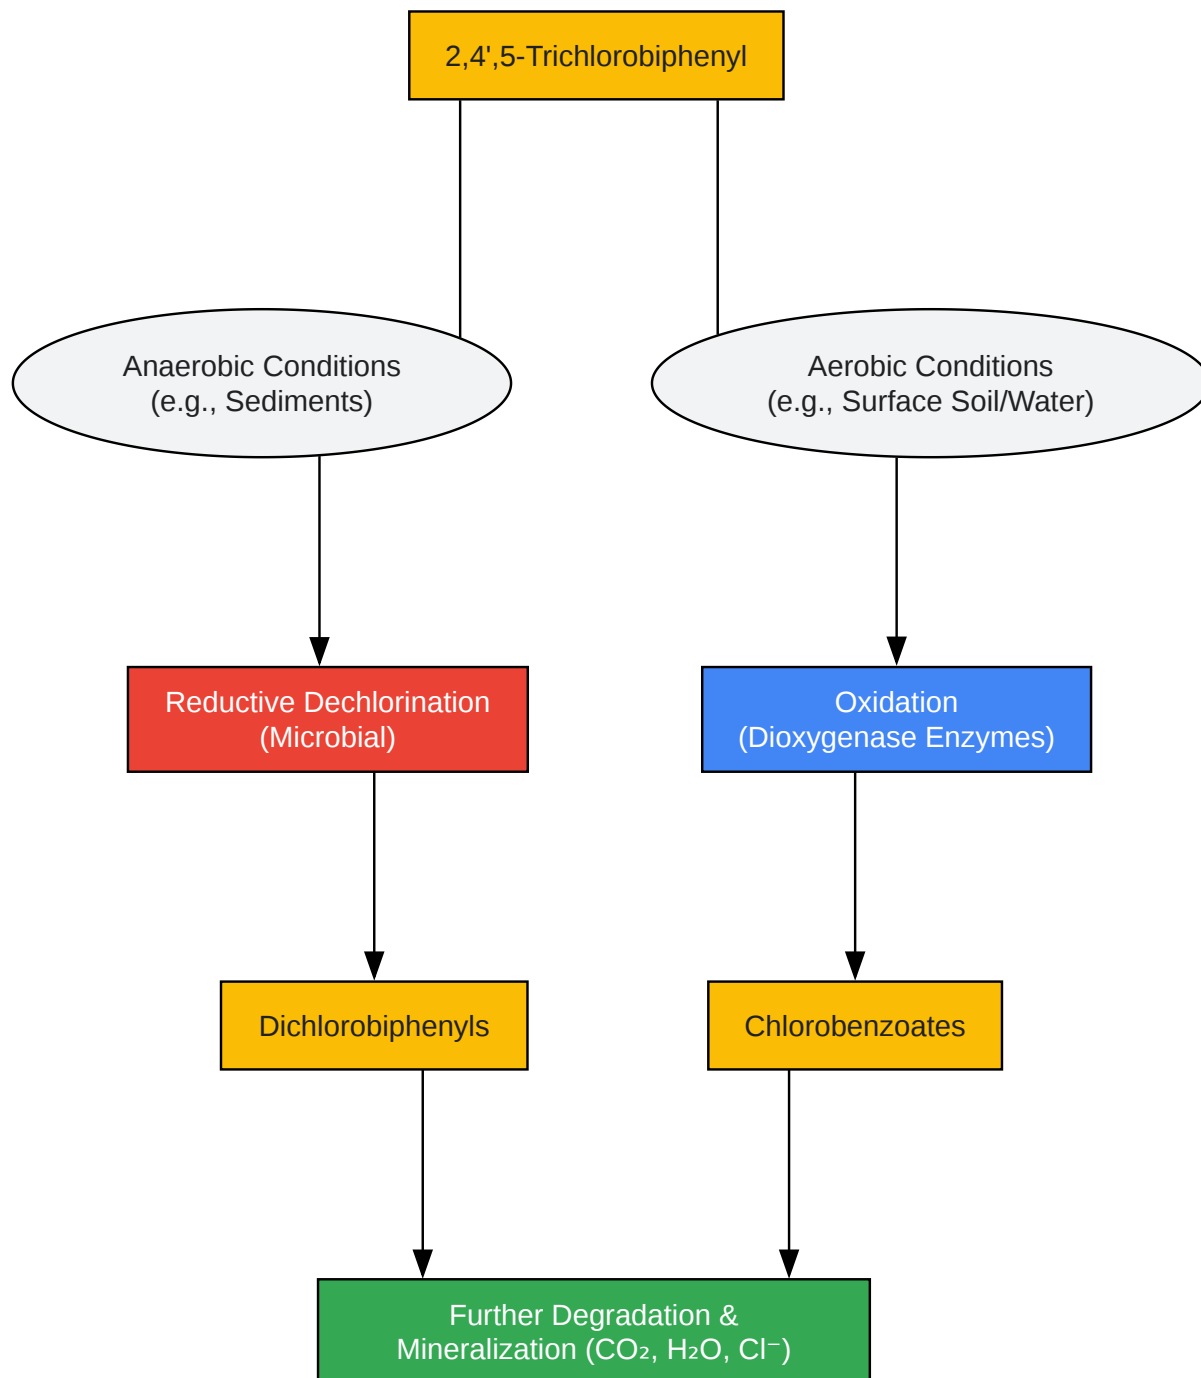 2,4',5-Trichlorobiphenyl
Anaerobic Conditions
(e.g., Sediments)
Aerobic Conditions
(e.g., Surface Soil/Water)
Reductive Dechlorination
(Microbial)
Oxidation
(Dioxygenase Enzymes)
Dichlorobiphenyls
Chlorobenzoates
Further Degradation &
Mineralization (CO₂, H₂O, Cl⁻)